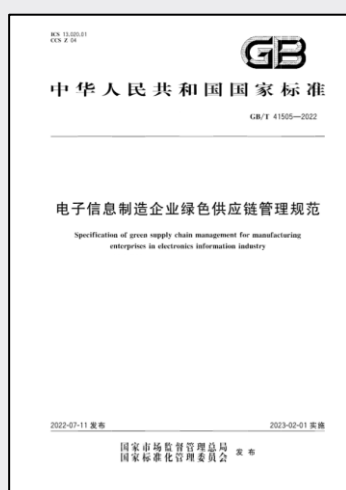 ICS 13.020.01
CCS Z 04
GB
中华人民共和国国家标准
GB/T 41505—2022
电子信息制造企业绿色供应链管理规范
Specification of green supply chain management for manufacturing
enterprises in electronics information industry
2022-07-11 发布 2023-02-01 实施
国家市场监督管理总局
国家标准化管理委员会 发布